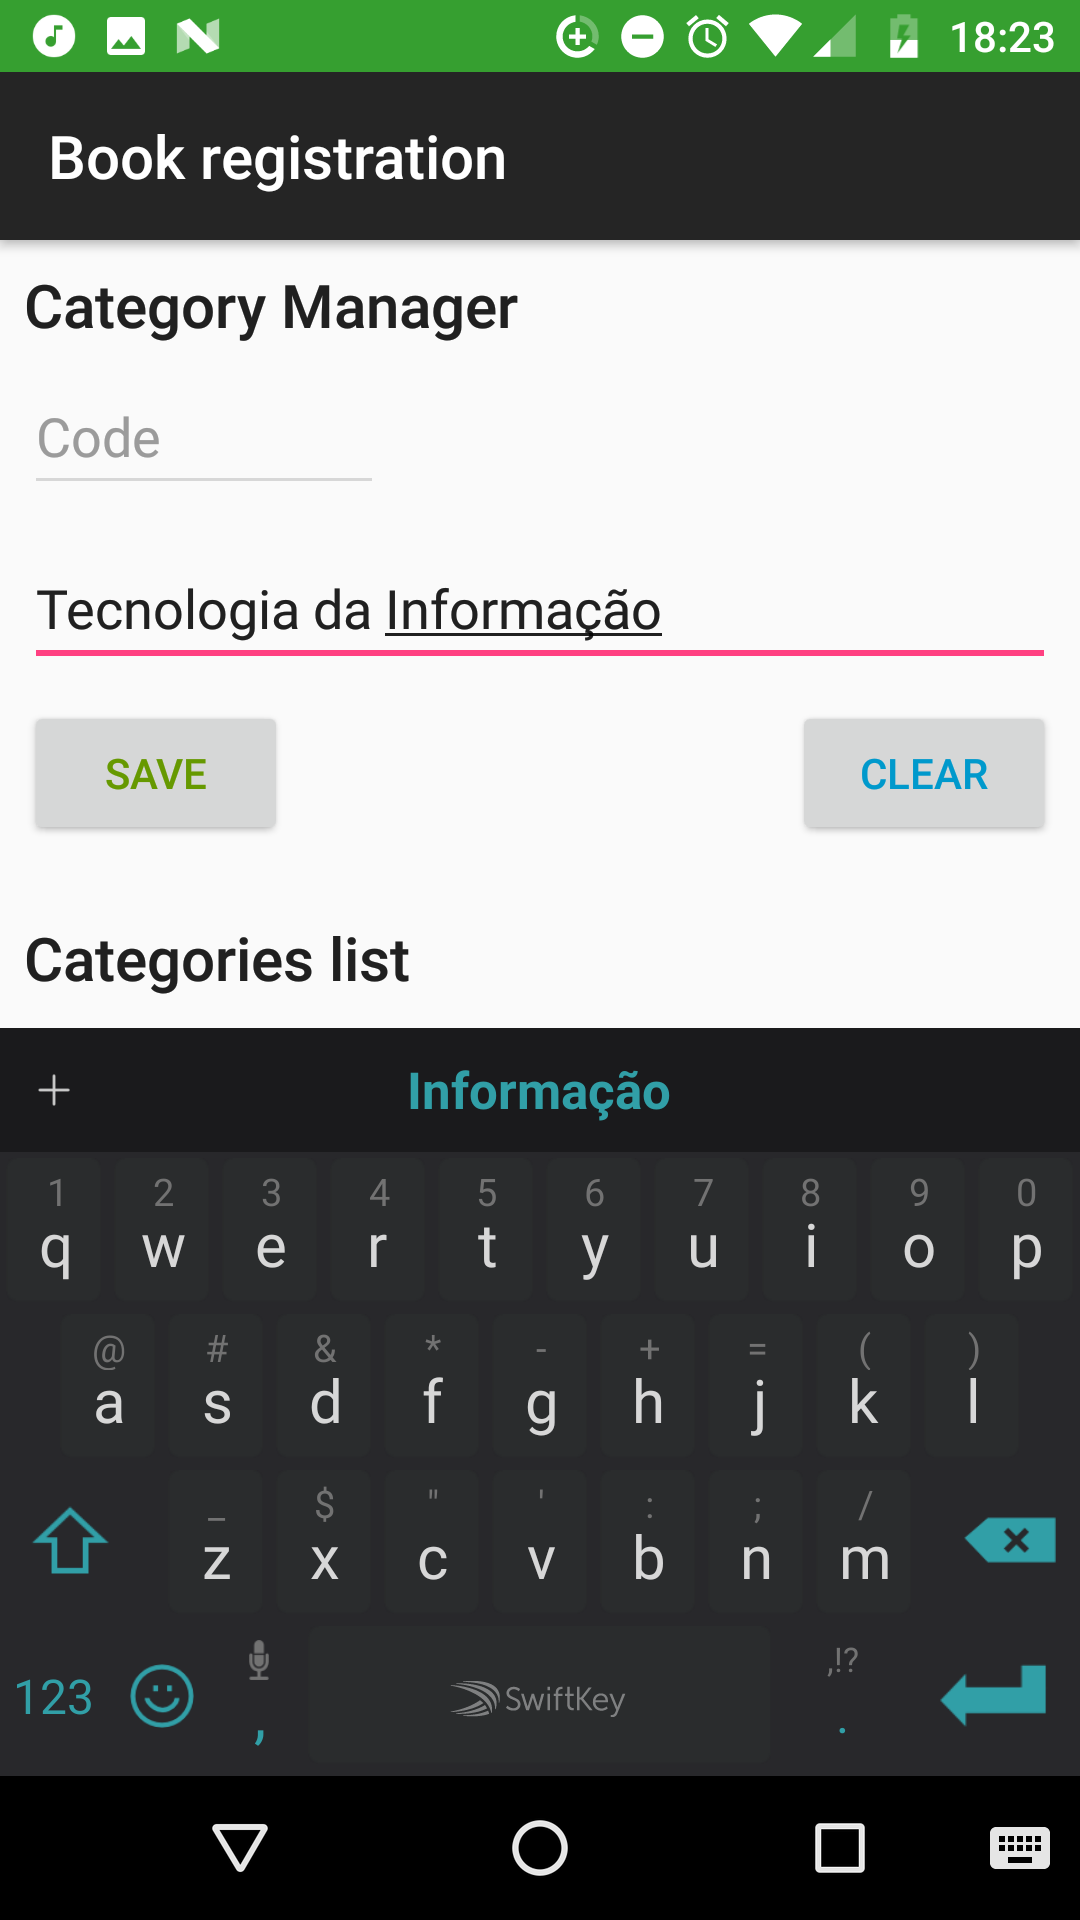 18:23
Book registration
Category Manager
Code
Tecnologia da Informação
SAVE CLEAR
Categories list
+ Informação
1 2 3 4 5 6 7 8 9 0
q w e r t y u i o p
@ # & * - + = ( )
a s d f g h j k l
_ $ " ' : ; /
z x c v b n m
,!?
123 , SwiftKey .